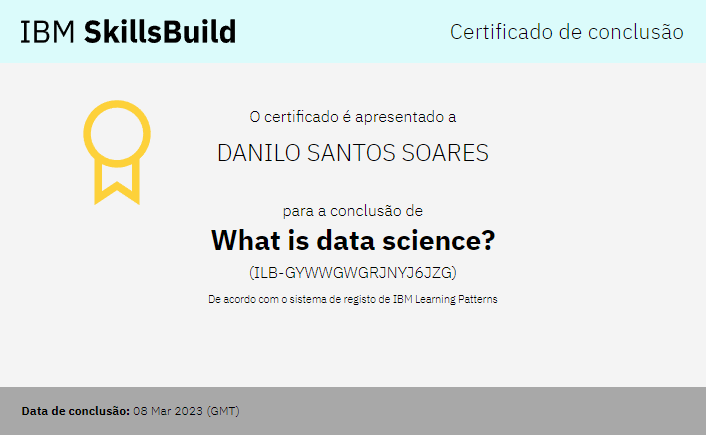 IBM SkillsBuild
Certificado de conclusão
O certificado é apresentado a
DANILO SANTOS SOARES
para a conclusão de
What is data science?
(ILB-GYWWGWGRJNYJ6JZG)
De acordo com o sistema de registo de IBM Learning Patterns
Data de conclusão: 08 Mar 2023 (GMT)